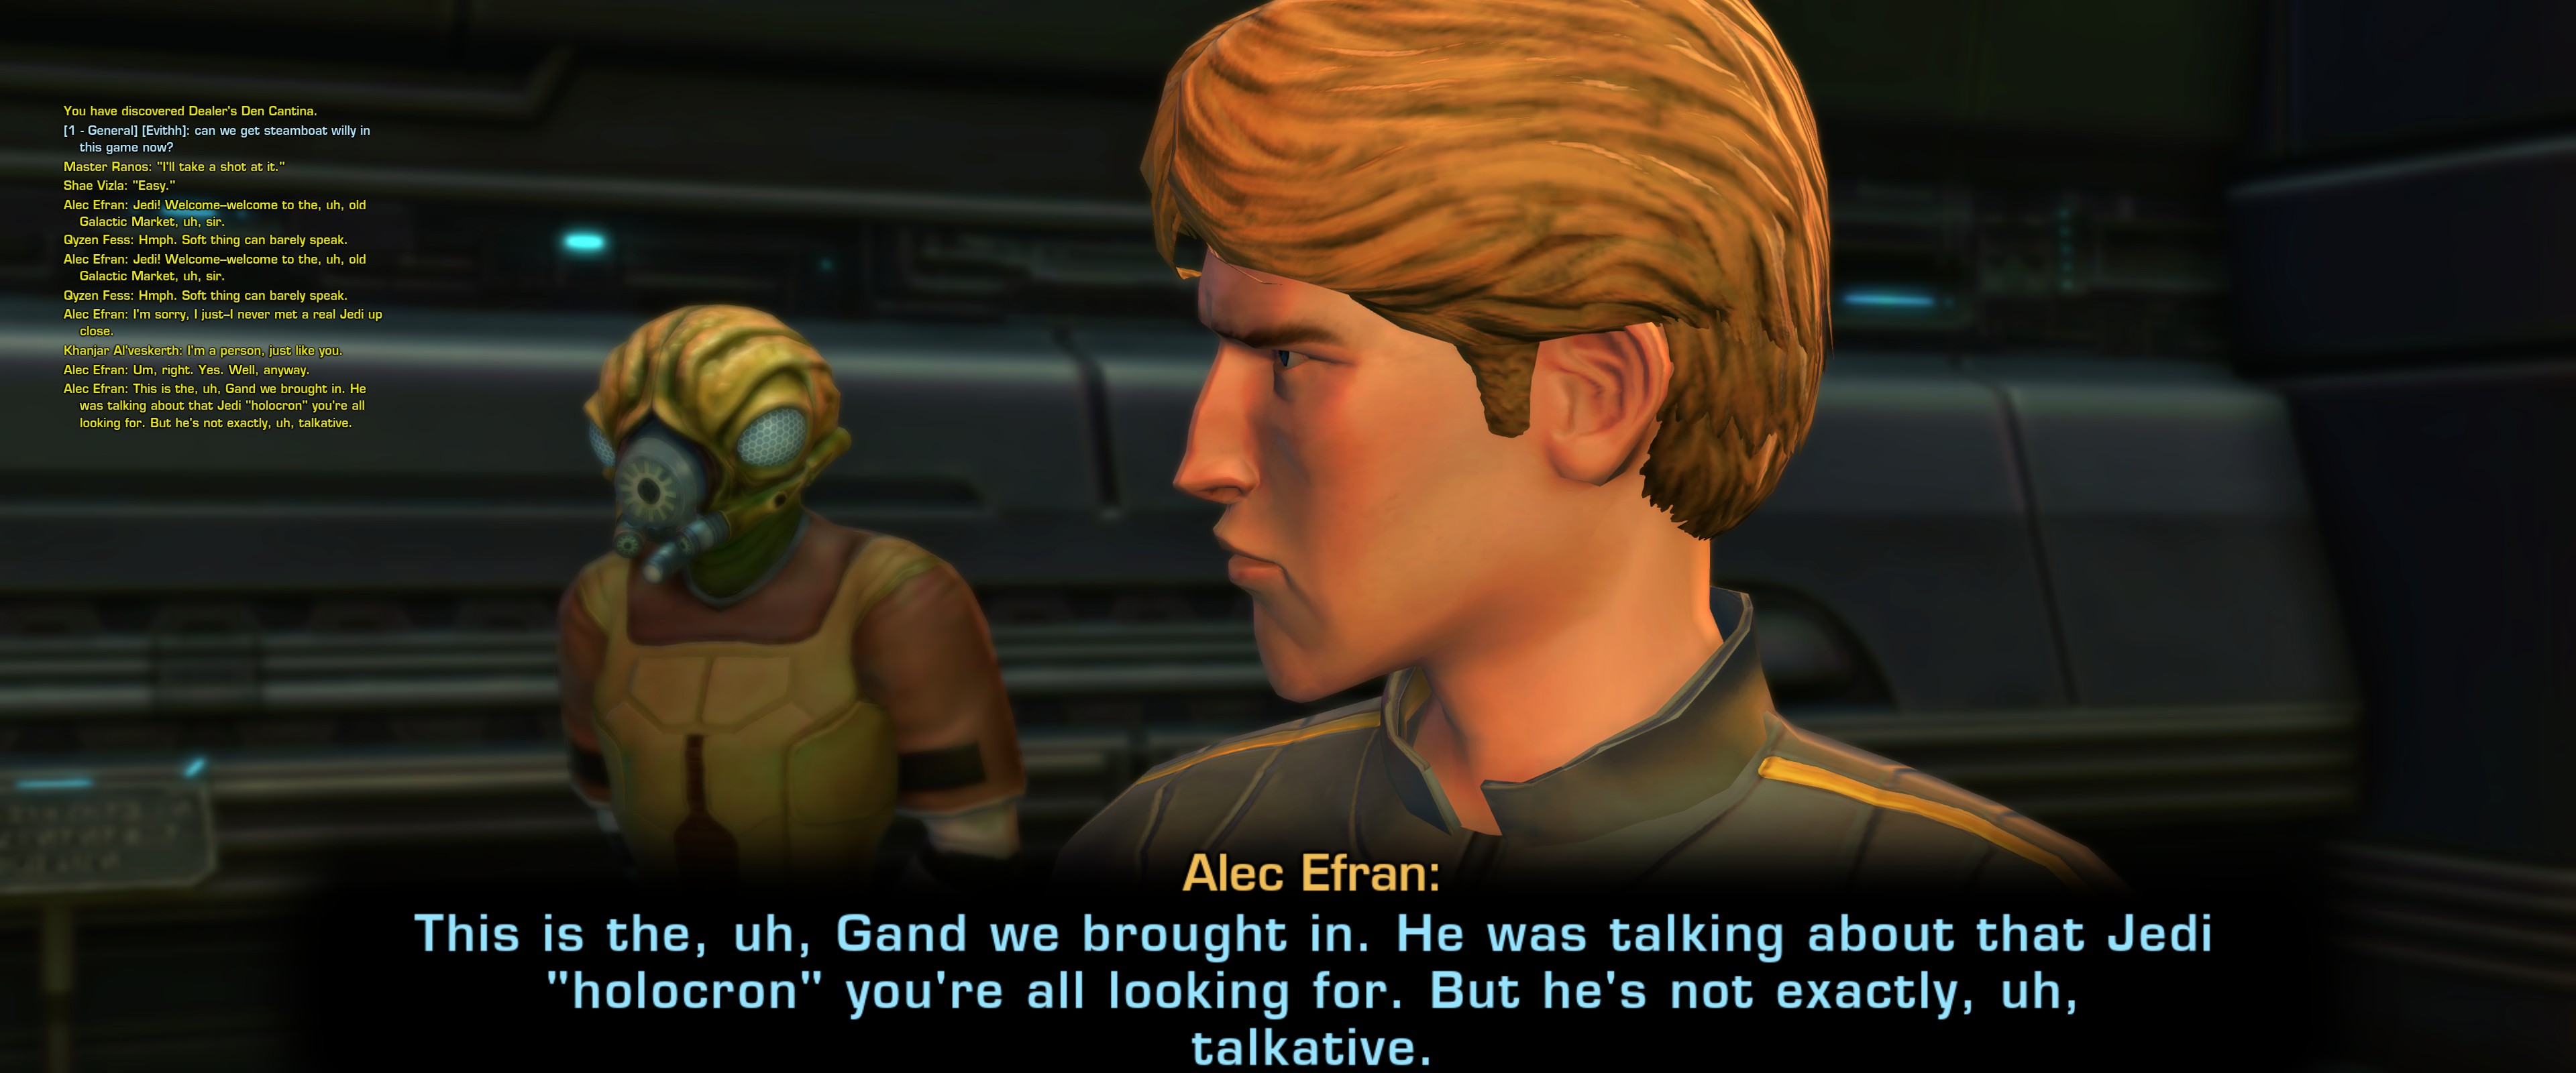 You have discovered Dealer's Den Cantina.
[1 - General] [Evithh]: can we get steamboat willy in
this game now?
Master Ranos: "I'll take a shot at it."
Shae Vizla: "Easy."
Alec Efran: Jedi! Welcome–welcome to the, uh, old
Galactic Market, uh, sir.
Qyzen Fess: Hmph. Soft thing can barely speak.
Alec Efran: Jedi! Welcome–welcome to the, uh, old
Galactic Market, uh, sir.
Qyzen Fess: Hmph. Soft thing can barely speak.
Alec Efran: I'm sorry, I just–I never met a real Jedi up
close.
Khanjar Al'veskerth: I'm a person, just like you.
Alec Efran: Um, right. Yes. Well, anyway.
Alec Efran: This is the, uh, Gand we brought in. He
was talking about that Jedi "holocron" you're all
looking for. But he's not exactly, uh, talkative.
Alec Efran:
This is the, uh, Gand we brought in. He was talking about that Jedi
"holocron" you're all looking for. But he's not exactly, uh,
talkative.